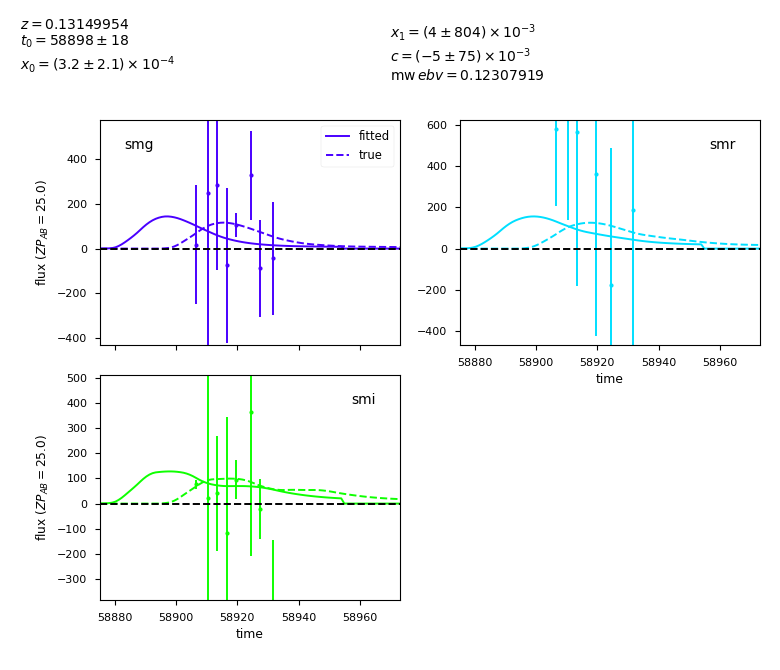 z = 0.13149954
t₀ = 58898 ± 18
x₀ = (3.2 ± 2.1) × 10⁻⁴
x₁ = (4 ± 804) × 10⁻³
c = (−5 ± 75) × 10⁻³
mw ebv = 0.12307919
smg
fitted
true
400
200
0
−200
−400
flux (ZP_AB = 25.0)
smr
600
400
200
0
−200
−400
58880 58900 58920 58940 58960
time
smi
500
400
300
200
100
0
−100
−200
−300
flux (ZP_AB = 25.0)
58880 58900 58920 58940 58960
time